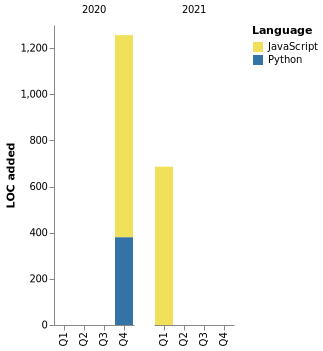 2020
2021
Language
JavaScript
Python
LOC added
1,200
1,000
800
600
400
200
0
Q1
Q2
Q3
Q4
Q1
Q2
Q3
Q4